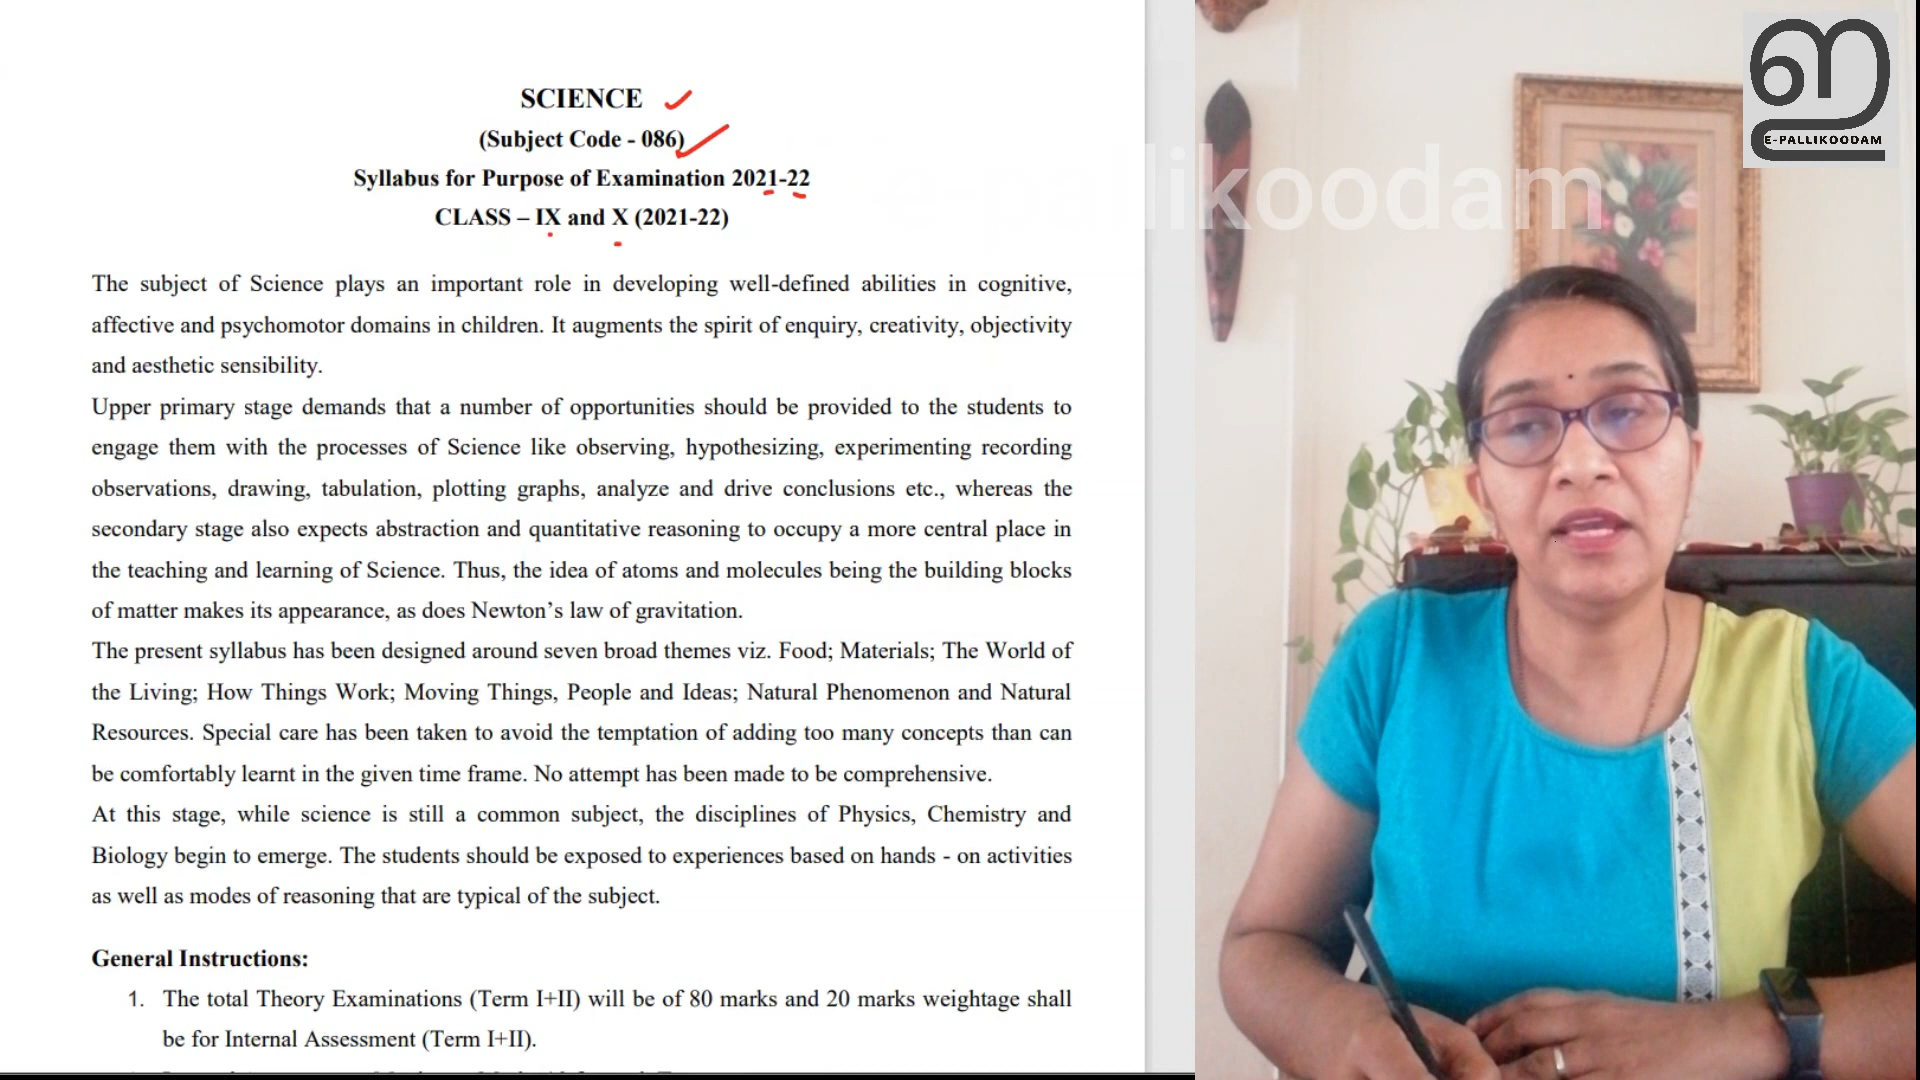 SCIENCE
(Subject Code - 086)
Syllabus for Purpose of Examination 2021-22
CLASS – IX and X (2021-22)
The subject of Science plays an important role in developing well-defined abilities in cognitive,
affective and psychomotor domains in children. It augments the spirit of enquiry, creativity, objectivity
and aesthetic sensibility.
Upper primary stage demands that a number of opportunities should be provided to the students to
engage them with the processes of Science like observing, hypothesizing, experimenting recording
observations, drawing, tabulation, plotting graphs, analyze and drive conclusions etc., whereas the
secondary stage also expects abstraction and quantitative reasoning to occupy a more central place in
the teaching and learning of Science. Thus, the idea of atoms and molecules being the building blocks
of matter makes its appearance, as does Newton’s law of gravitation.
The present syllabus has been designed around seven broad themes viz. Food; Materials; The World of
the Living; How Things Work; Moving Things, People and Ideas; Natural Phenomenon and Natural
Resources. Special care has been taken to avoid the temptation of adding too many concepts than can
be comfortably learnt in the given time frame. No attempt has been made to be comprehensive.
At this stage, while science is still a common subject, the disciplines of Physics, Chemistry and
Biology begin to emerge. The students should be exposed to experiences based on hands - on activities
as well as modes of reasoning that are typical of the subject.
General Instructions:
1. The total Theory Examinations (Term I+II) will be of 80 marks and 20 marks weightage shall
be for Internal Assessment (Term I+II).
E-PALLIKOODAM
e-pallikoodam